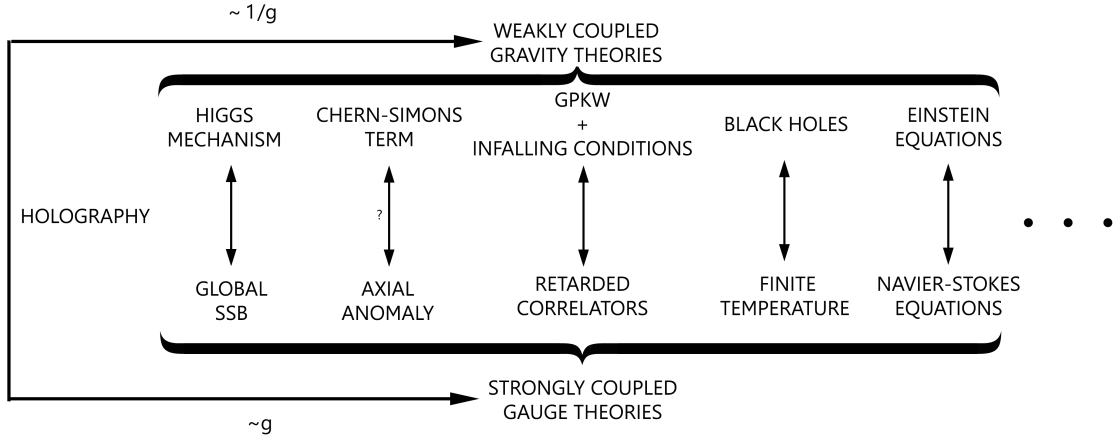 ~ 1/g
WEAKLY COUPLED
GRAVITY THEORIES
HIGGS
MECHANISM
CHERN-SIMONS
TERM
GPKW
+
INFALLING CONDITIONS
BLACK HOLES
EINSTEIN
EQUATIONS
HOLOGRAPHY
?
GLOBAL
SSB
AXIAL
ANOMALY
RETARDED
CORRELATORS
FINITE
TEMPERATURE
NAVIER-STOKES
EQUATIONS
STRONGLY COUPLED
GAUGE THEORIES
~g